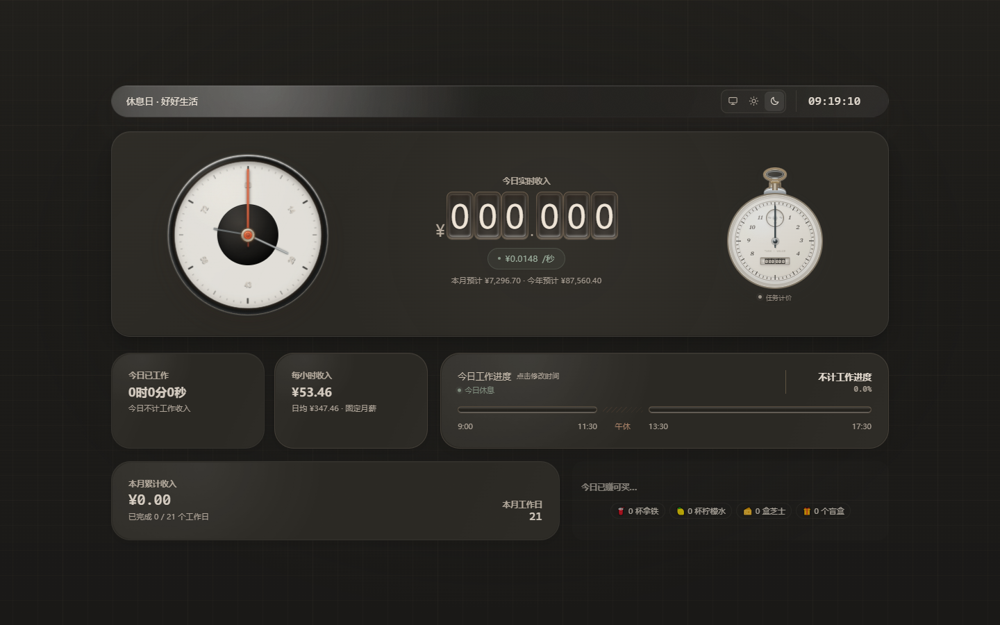 休息日 · 好好生活
09:19:10
今日实时收入
¥000.000
¥0.0148 /秒
本月预计 ¥7,296.70 · 今年预计 ¥87,560.40
11
1
10
2
9
3
8
4
任务计价
今日已工作
0时0分0秒
今日不计工作收入
每小时收入
¥53.46
日均 ¥347.46 · 固定月薪
今日工作进度 点击修改时间
今日休息
不计工作进度
0.0%
9:00 11:30 午休 13:30 17:30
本月累计收入
¥0.00
已完成 0 / 21 个工作日
本月工作日
21
今日已赚可买...
0 杯拿铁 0 杯柠檬水 0 盒芝士 0 个盲盒